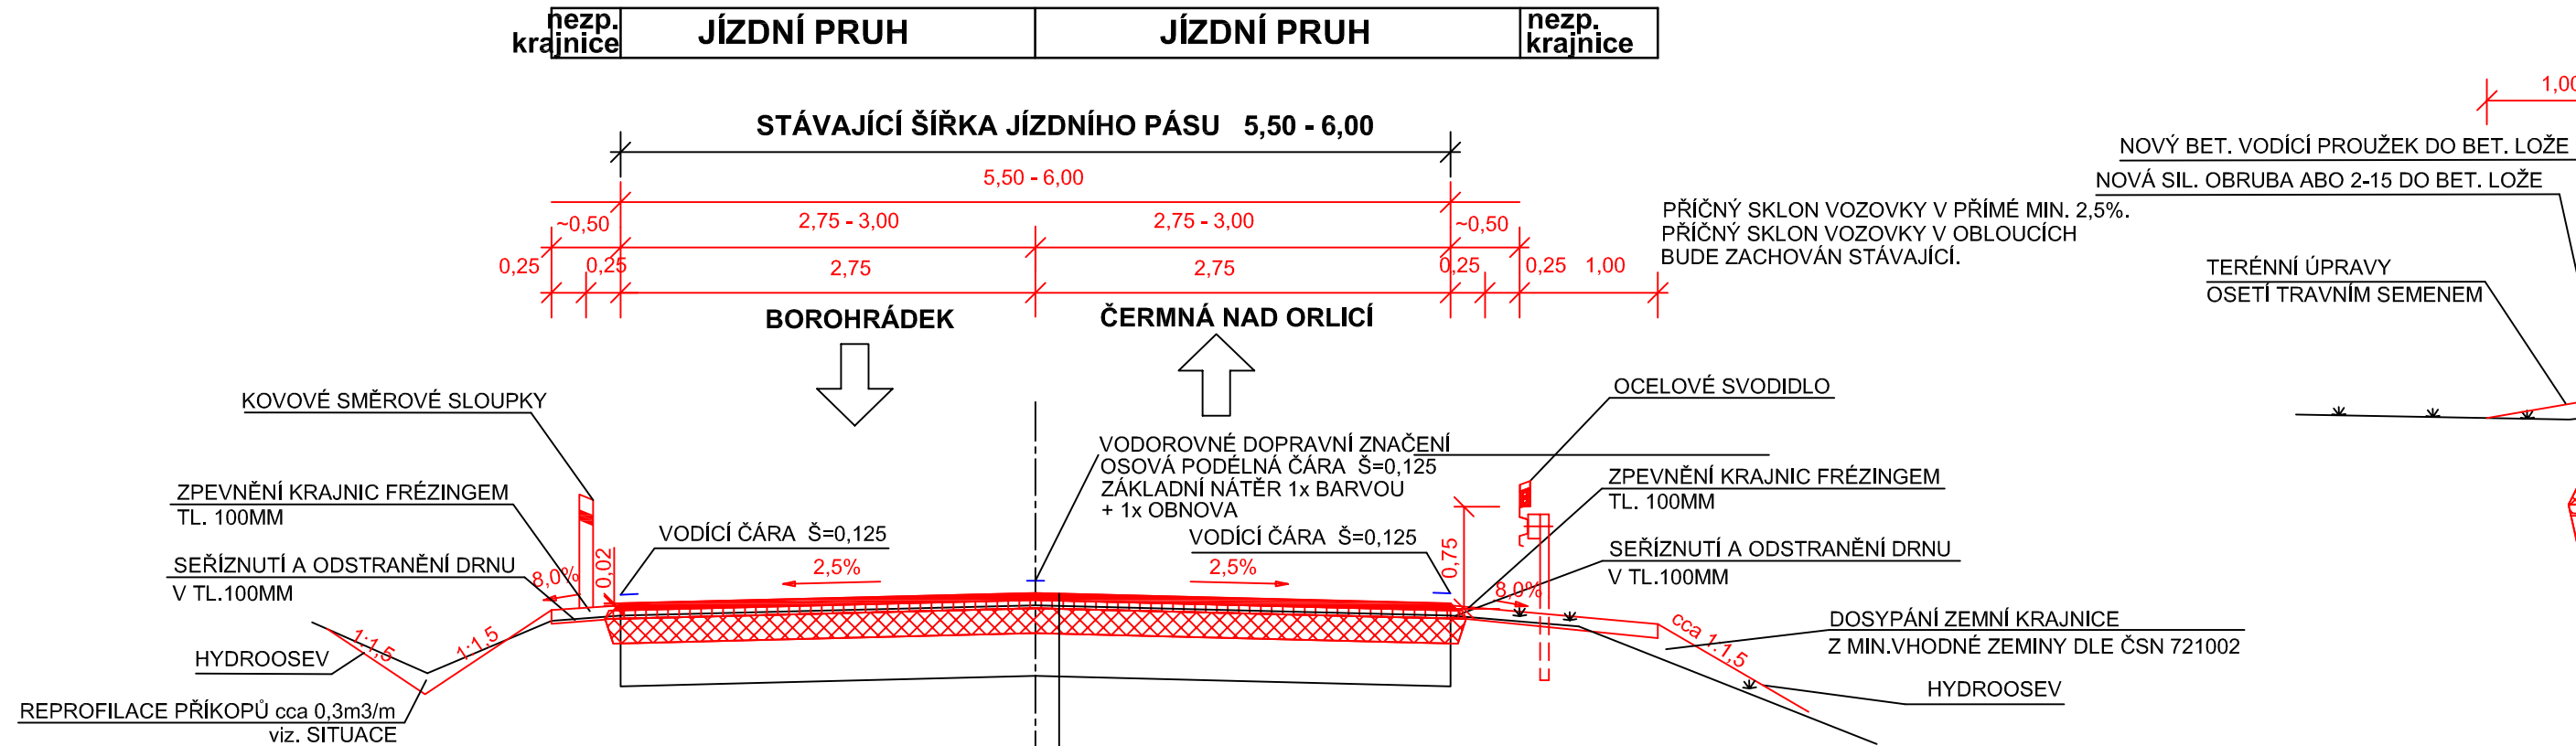 nezp.
krajnice
JÍZDNÍ PRUH
JÍZDNÍ PRUH
nezp.
krajnice
STÁVAJÍCÍ ŠÍŘKA JÍZDNÍHO PÁSU 5,50 - 6,00
5,50 - 6,00
~0,50
2,75 - 3,00
2,75 - 3,00
~0,50
0,25
0,25
2,75
2,75
0,25
0,25
1,00
PŘÍČNÝ SKLON VOZOVKY V PŘÍMÉ MIN. 2,5%.
PŘÍČNÝ SKLON VOZOVKY V OBLOUCÍCH
BUDE ZACHOVÁN STÁVAJÍCÍ.
BOROHRÁDEK
ČERMNÁ NAD ORLICÍ
KOVOVÉ SMĚROVÉ SLOUPKY
ZPEVNĚNÍ KRAJNIC FRÉZINGEM
TL. 100MM
SEŘÍZNUTÍ A ODSTRANĚNÍ DRNU
V TL.100MM
HYDROOSEV
REPROFILACE PŘÍKOPŮ cca 0,3m3/m
viz. SITUACE
1:1,5
1:1,5
8,0%
0,02
VODÍCÍ ČÁRA Š=0,125
2,5%
VODOROVNÉ DOPRAVNÍ ZNAČENÍ
OSOVÁ PODÉLNÁ ČÁRA Š=0,125
ZÁKLADNÍ NÁTĚR 1x BARVOU
+ 1x OBNOVA
VODÍCÍ ČÁRA Š=0,125
2,5%
0,75
8,0%
OCELOVÉ SVODIDLO
ZPEVNĚNÍ KRAJNIC FRÉZINGEM
TL. 100MM
SEŘÍZNUTÍ A ODSTRANĚNÍ DRNU
V TL.100MM
cca 1:1,5
DOSYPÁNÍ ZEMNÍ KRAJNICE
Z MIN.VHODNÉ ZEMINY DLE ČSN 721002
HYDROOSEV
1,00
NOVÝ BET. VODÍCÍ PROUŽEK DO BET. LOŽE
NOVÁ SIL. OBRUBA ABO 2-15 DO BET. LOŽE
TERÉNNÍ ÚPRAVY
OSETÍ TRAVNÍM SEMENEM